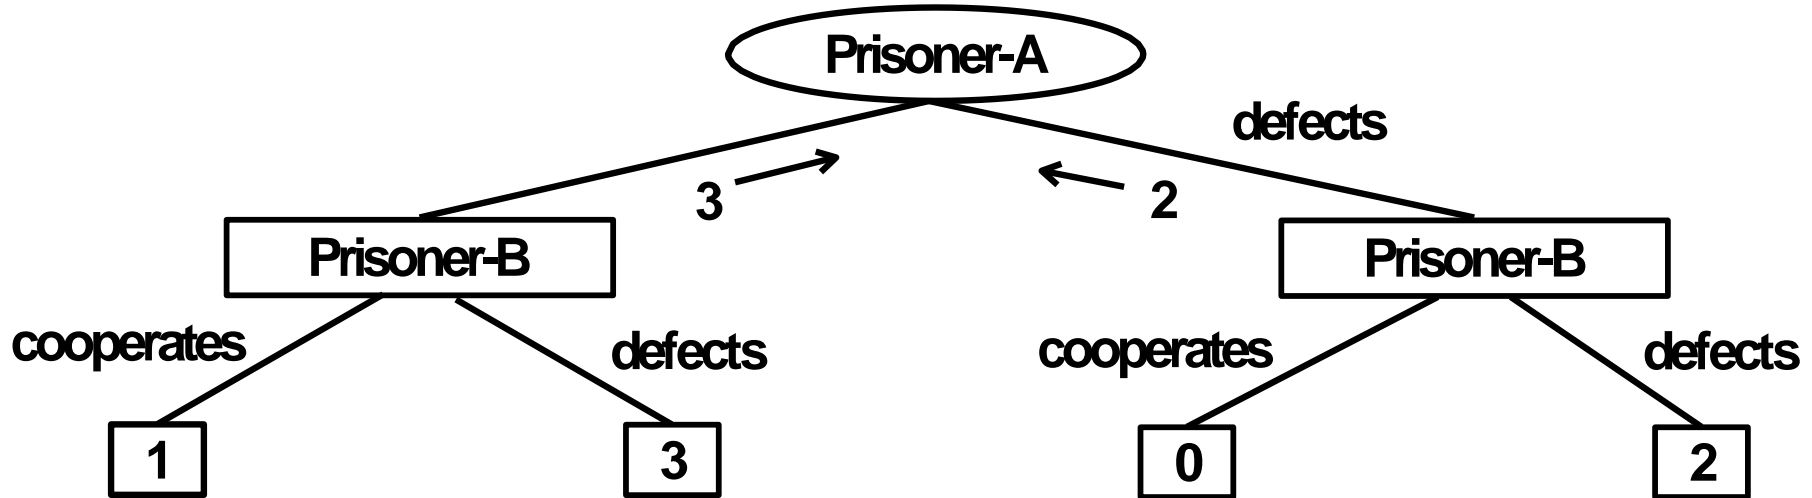 Prisoner-A
defects
3
2
Prisoner-B
Prisoner-B
cooperates
defects
cooperates
defects
1
3
0
2